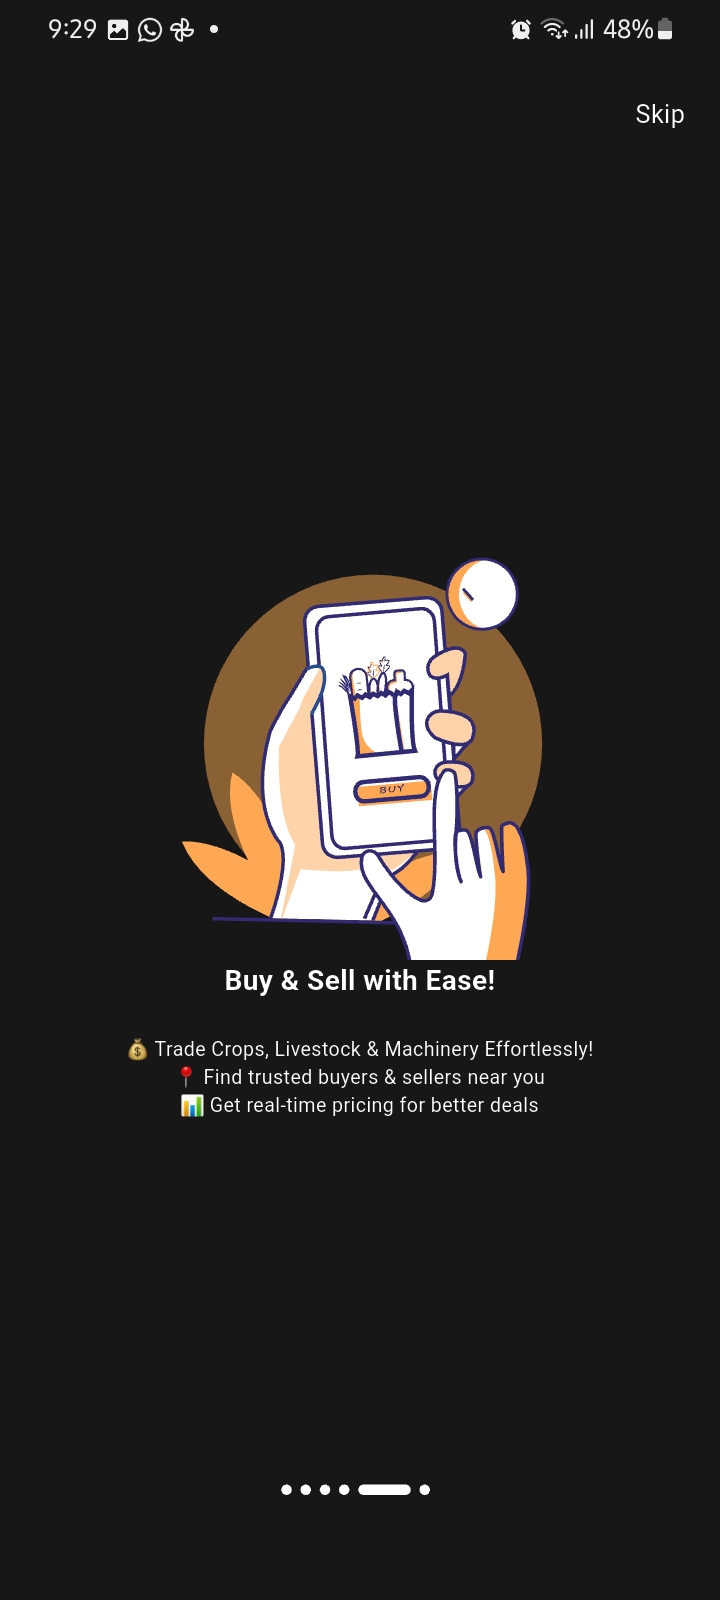 9:29
48%
Skip
BUY
Buy & Sell with Ease!
💰 Trade Crops, Livestock & Machinery Effortlessly!
📍 Find trusted buyers & sellers near you
📊 Get real-time pricing for better deals